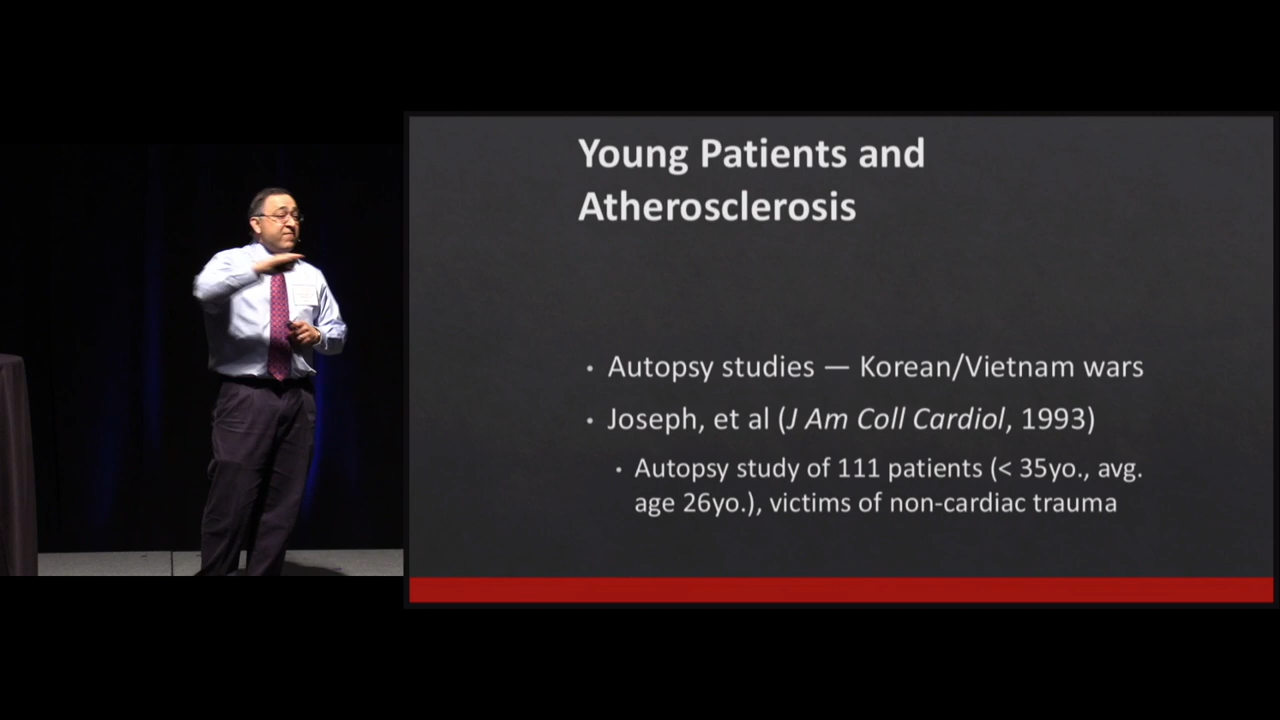 Young Patients and
Atherosclerosis
• Autopsy studies — Korean/Vietnam wars
• Joseph, et al (J Am Coll Cardiol, 1993)
• Autopsy study of 111 patients (< 35yo., avg.
age 26yo.), victims of non-cardiac trauma